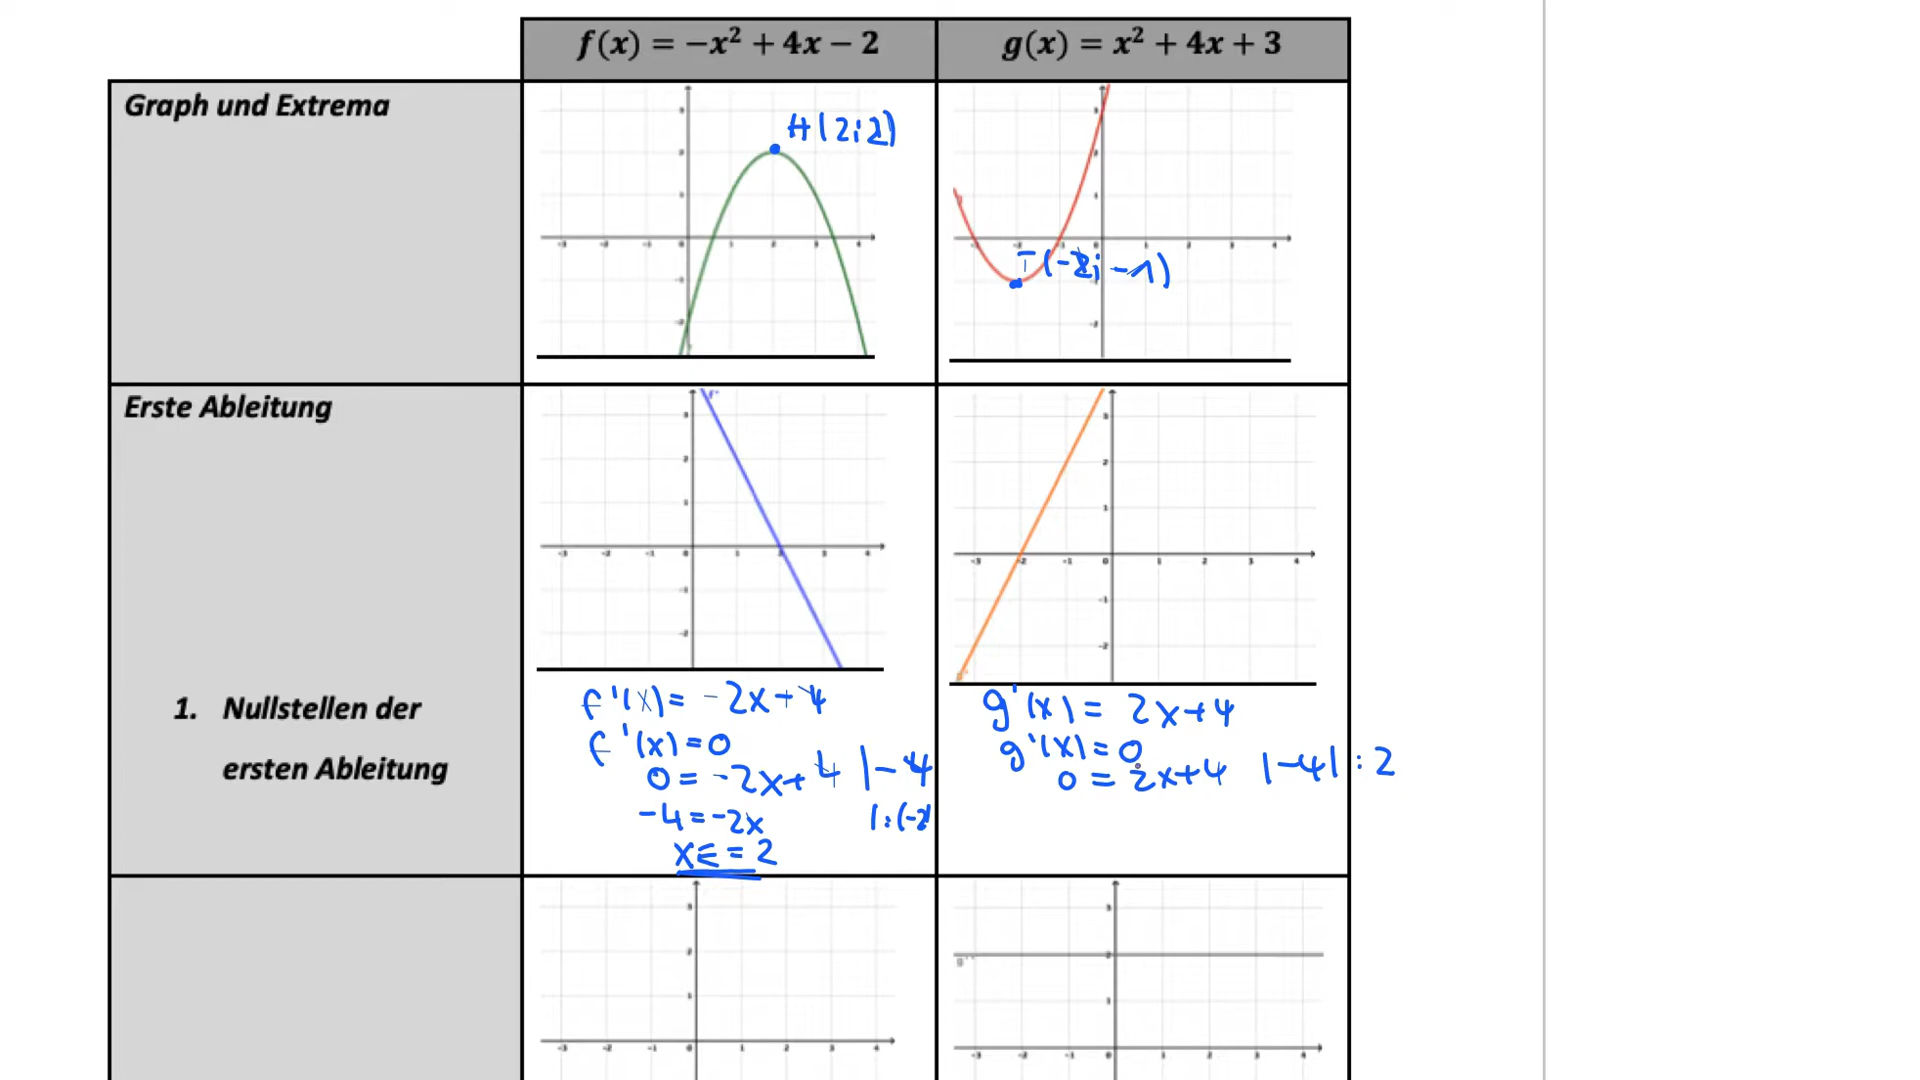 f(x) = −x² + 4x − 2
g(x) = x² + 4x + 3
Graph und Extrema
H(2;2)
T(-2;-1)
Erste Ableitung
1. Nullstellen der
ersten Ableitung
f'(x) = -2x+4
f'(x)=0
0 = -2x+4 |-4
-4=-2x |:(-2
xE = 2
g'(x) = 2x+4
g'(x)=0
0 = 2x+4 |-4|:2
g''